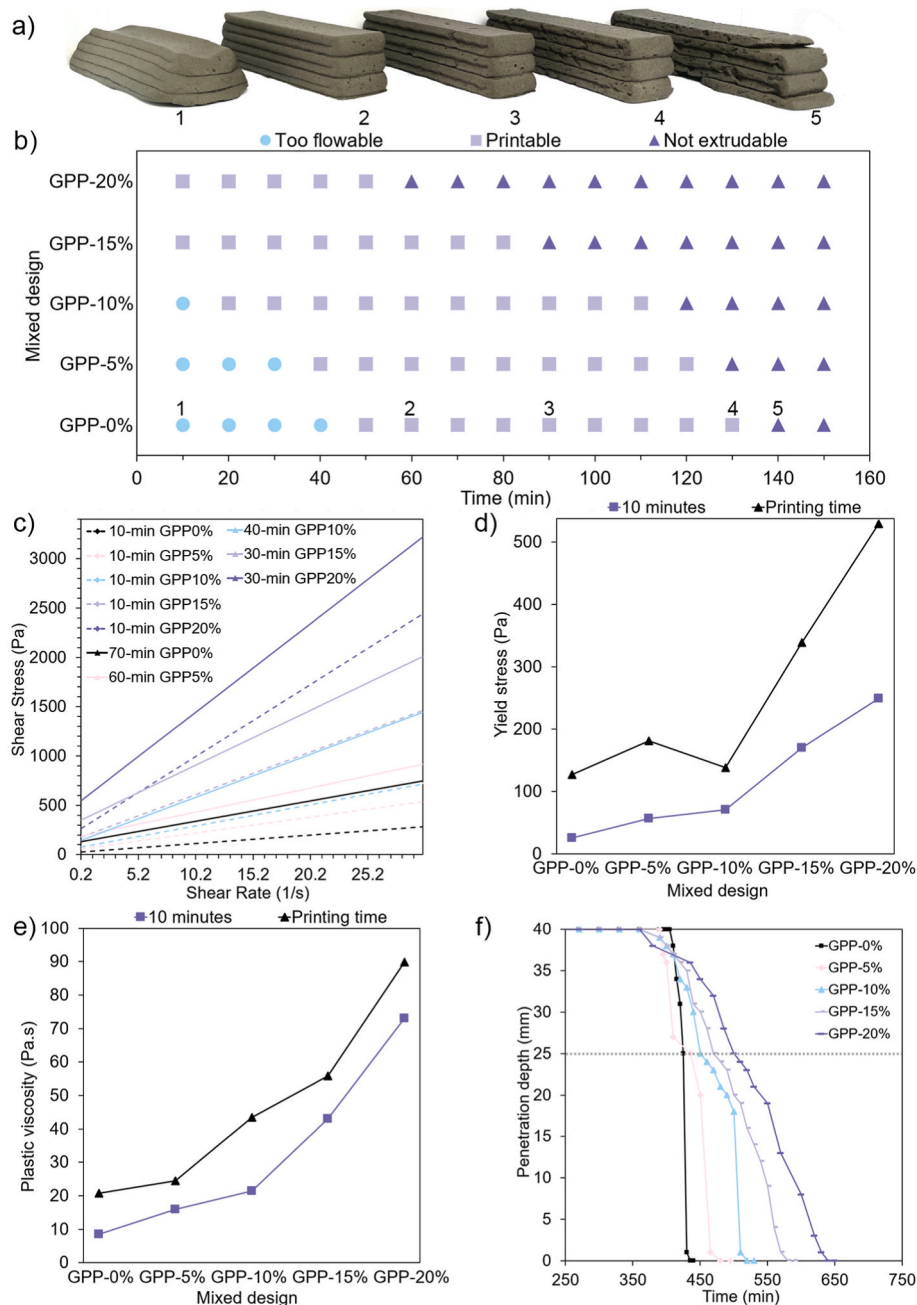 a)
1 2 3 4 5
b)
Too flowable Printable Not extrudable
Mixed design
GPP-20%
GPP-15%
GPP-10%
GPP-5%
1 2 3 4 5
GPP-0%
0 20 40 60 80 100 120 140 160
Time (min)
c)
Shear Stress (Pa)
10-min GPP0% 40-min GPP10%
10-min GPP5% 30-min GPP15%
10-min GPP10% 30-min GPP20%
10-min GPP15%
10-min GPP20%
70-min GPP0%
60-min GPP5%
3000
2500
2000
1500
1000
500
0
0.2 5.2 10.2 15.2 20.2 25.2
Shear Rate (1/s)
d)
10 minutes Printing time
Yield stress (Pa)
500
400
300
200
100
0
GPP-0% GPP-5% GPP-10% GPP-15% GPP-20%
Mixed design
e)
10 minutes Printing time
Plastic viscosity (Pa.s)
100
90
80
70
60
50
40
30
20
10
0
GPP-0% GPP-5% GPP-10% GPP-15% GPP-20%
Mixed design
f)
Penetration depth (mm)
40
35
30
25
20
15
10
5
0
GPP-0%
GPP-5%
GPP-10%
GPP-15%
GPP-20%
250 350 450 550 650 750
Time (min)